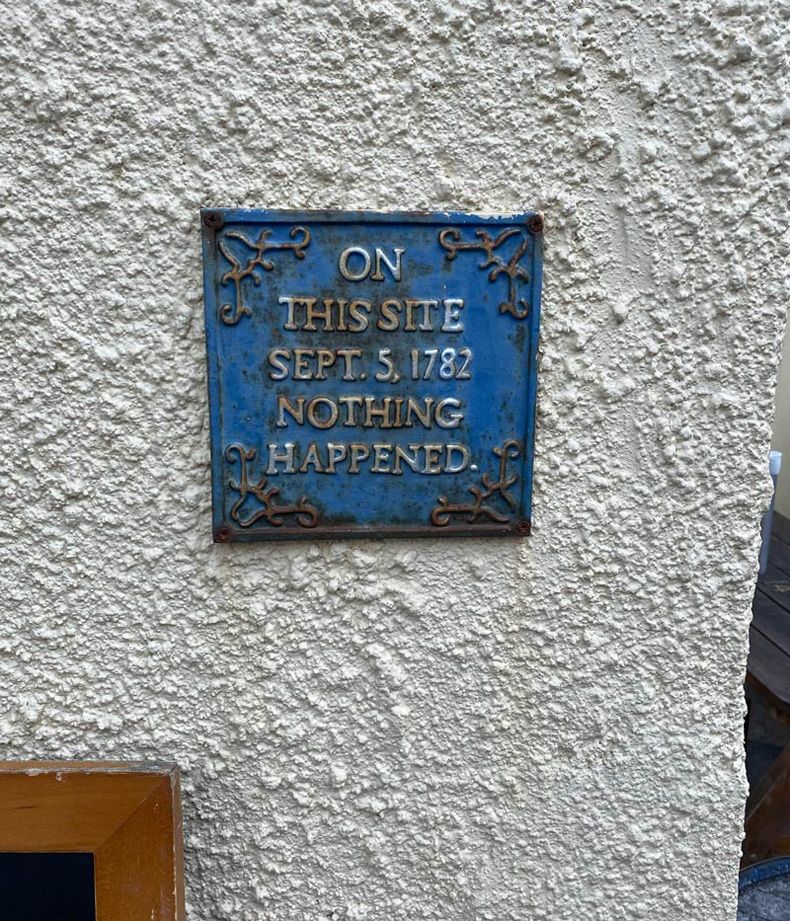 ON
THIS SITE
SEPT. 5, 1782
NOTHING
HAPPENED.